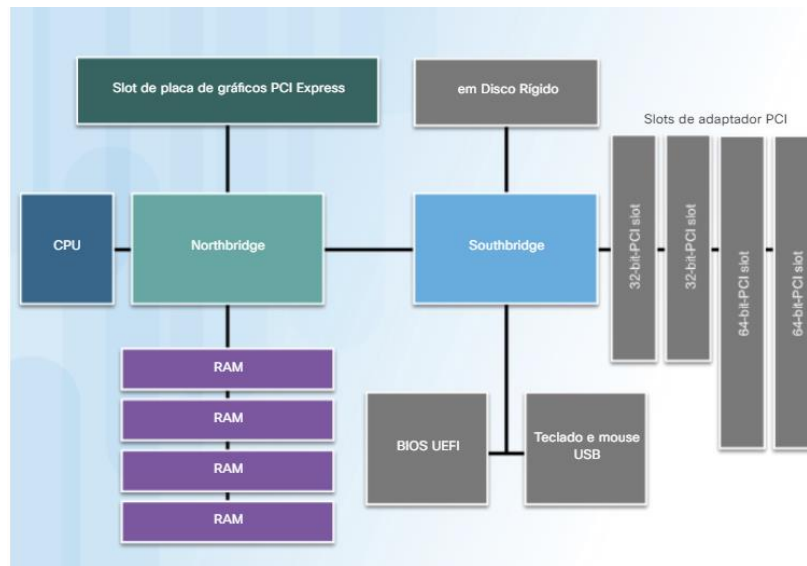 Slot de placa de gráficos PCI Express
em Disco Rígido
Slots de adaptador PCI
CPU
Northbridge
Southbridge
32-bit-PCI slot
32-bit-PCI slot
64-bit-PCI slot
64-bit-PCI slot
RAM
RAM
RAM
RAM
BIOS UEFI
Teclado e mouse
USB